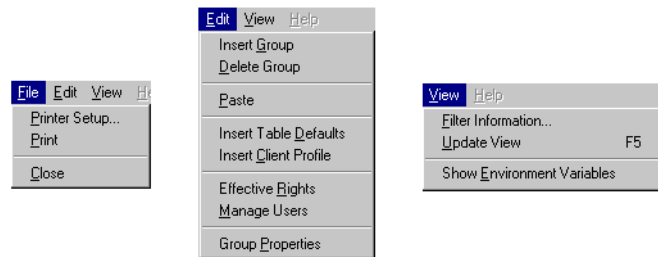 File Edit View
Printer Setup...
Print
Close
Edit View Help
Insert Group
Delete Group
Paste
Insert Table Defaults
Insert Client Profile
Effective Rights
Manage Users
Group Properties
View Help
Filter Information...
Update View F5
Show Environment Variables